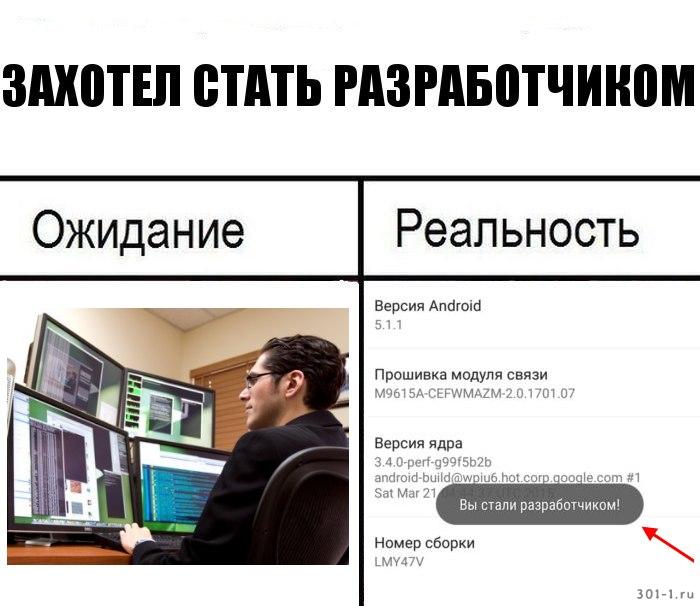 ЗАХОТЕЛ СТАТЬ РАЗРАБОТЧИКОМ
Ожидание
Реальность
Версия Android
5.1.1
Прошивка модуля связи
M9615A-CEFWMAZM-2.0.1701.07
Версия ядра
3.4.0-perf-g99f5b2b
android-build@wpiu6.hot.corp.google.com #1
Sat Mar 21
Вы стали разработчиком!
Номер сборки
LMY47V
301-1.ru